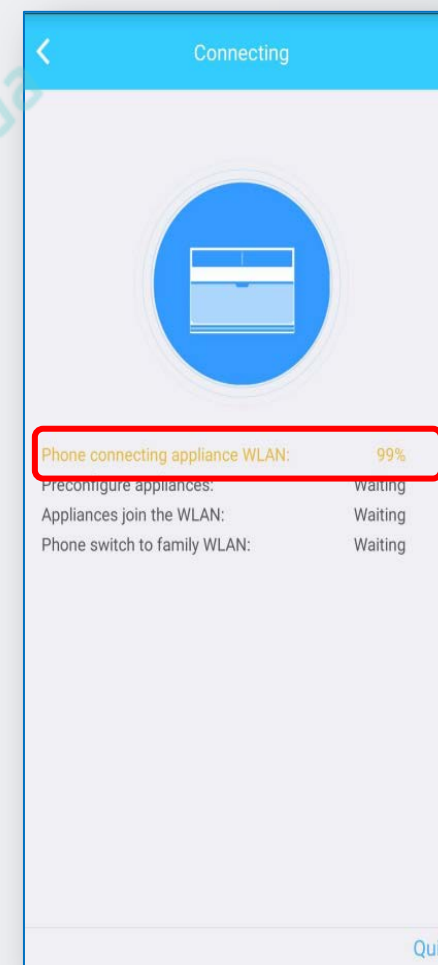 Connecting
Phone connecting appliance WLAN: 99%
Preconfigure appliances: Waiting
Appliances join the WLAN: Waiting
Phone switch to family WLAN: Waiting
Qui